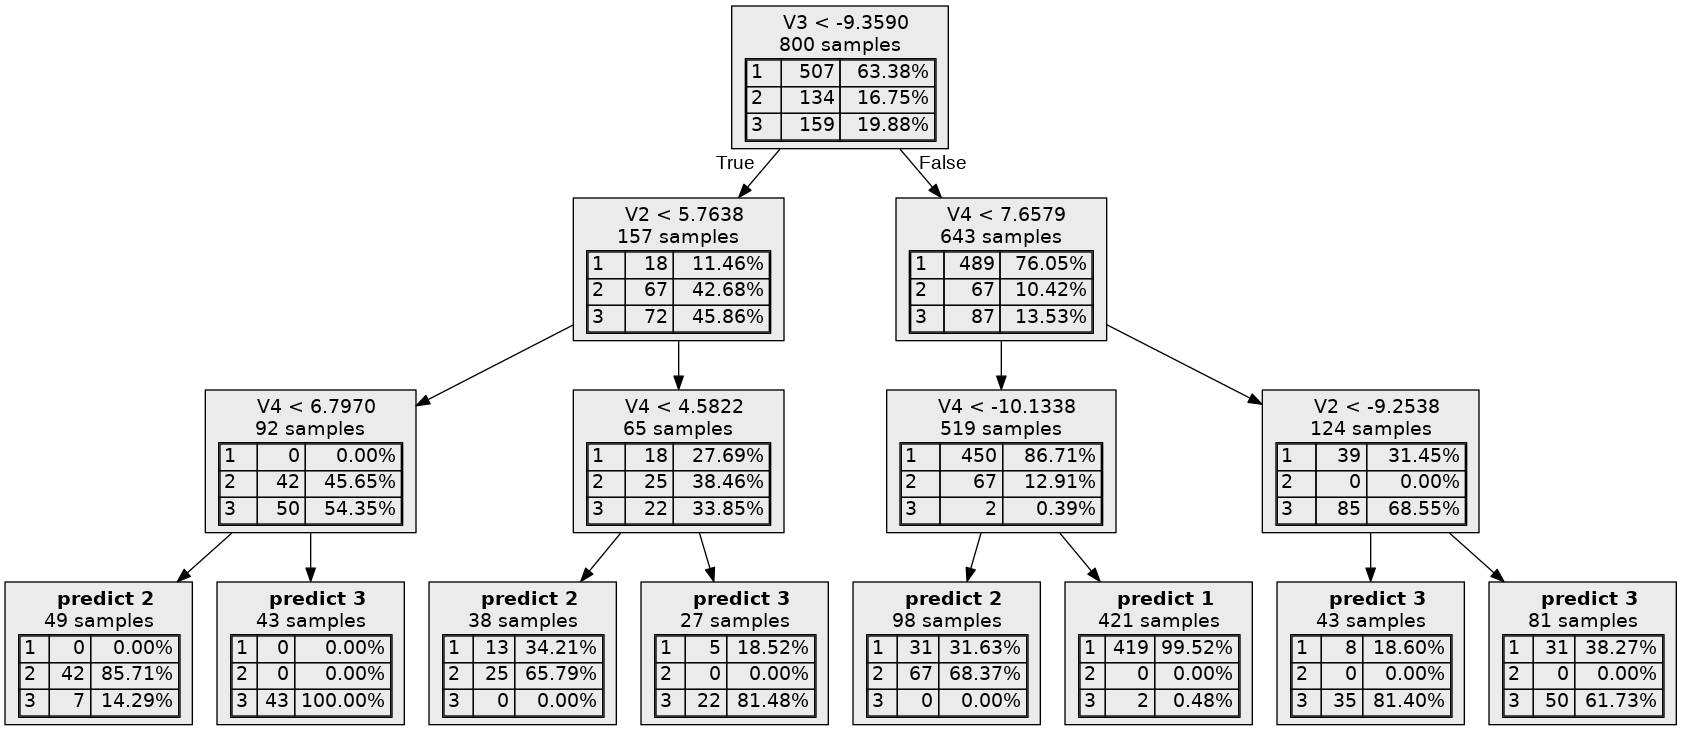 V3 < -9.3590
800 samples
1 507 63.38%
2 134 16.75%
3 159 19.88%
True
False
V2 < 5.7638
157 samples
1 18 11.46%
2 67 42.68%
3 72 45.86%
V4 < 7.6579
643 samples
1 489 76.05%
2 67 10.42%
3 87 13.53%
V4 < 6.7970
92 samples
1 0 0.00%
2 42 45.65%
3 50 54.35%
V4 < 4.5822
65 samples
1 18 27.69%
2 25 38.46%
3 22 33.85%
V4 < -10.1338
519 samples
1 450 86.71%
2 67 12.91%
3 2 0.39%
V2 < -9.2538
124 samples
1 39 31.45%
2 0 0.00%
3 85 68.55%
predict 2
49 samples
1 0 0.00%
2 42 85.71%
3 7 14.29%
predict 3
43 samples
1 0 0.00%
2 0 0.00%
3 43 100.00%
predict 2
38 samples
1 13 34.21%
2 25 65.79%
3 0 0.00%
predict 3
27 samples
1 5 18.52%
2 0 0.00%
3 22 81.48%
predict 2
98 samples
1 31 31.63%
2 67 68.37%
3 0 0.00%
predict 1
421 samples
1 419 99.52%
2 0 0.00%
3 2 0.48%
predict 3
43 samples
1 8 18.60%
2 0 0.00%
3 35 81.40%
predict 3
81 samples
1 31 38.27%
2 0 0.00%
3 50 61.73%